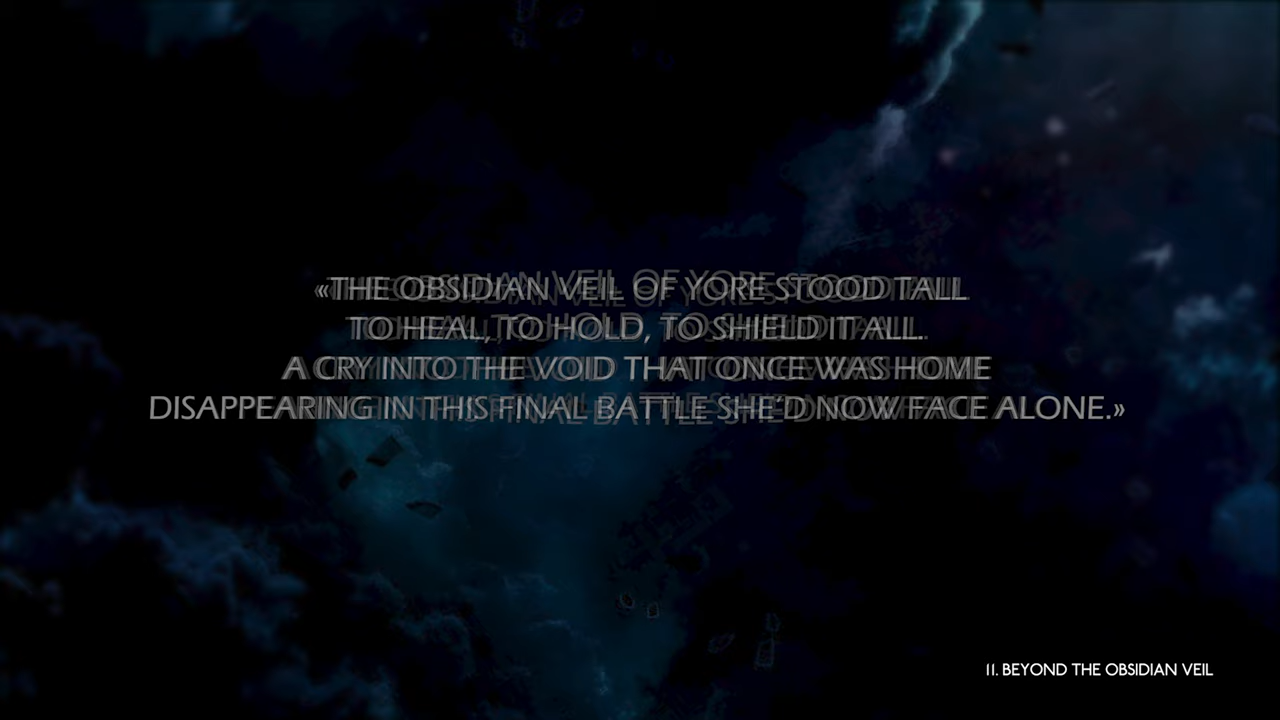 «THE OBSIDIAN VEIL OF YORE STOOD TALL
TO HEAL, TO HOLD, TO SHIELD IT ALL.
A CRY INTO THE VOID THAT ONCE WAS HOME
DISAPPEARING IN THIS FINAL BATTLE SHE'D NOW FACE ALONE.»
11. BEYOND THE OBSIDIAN VEIL